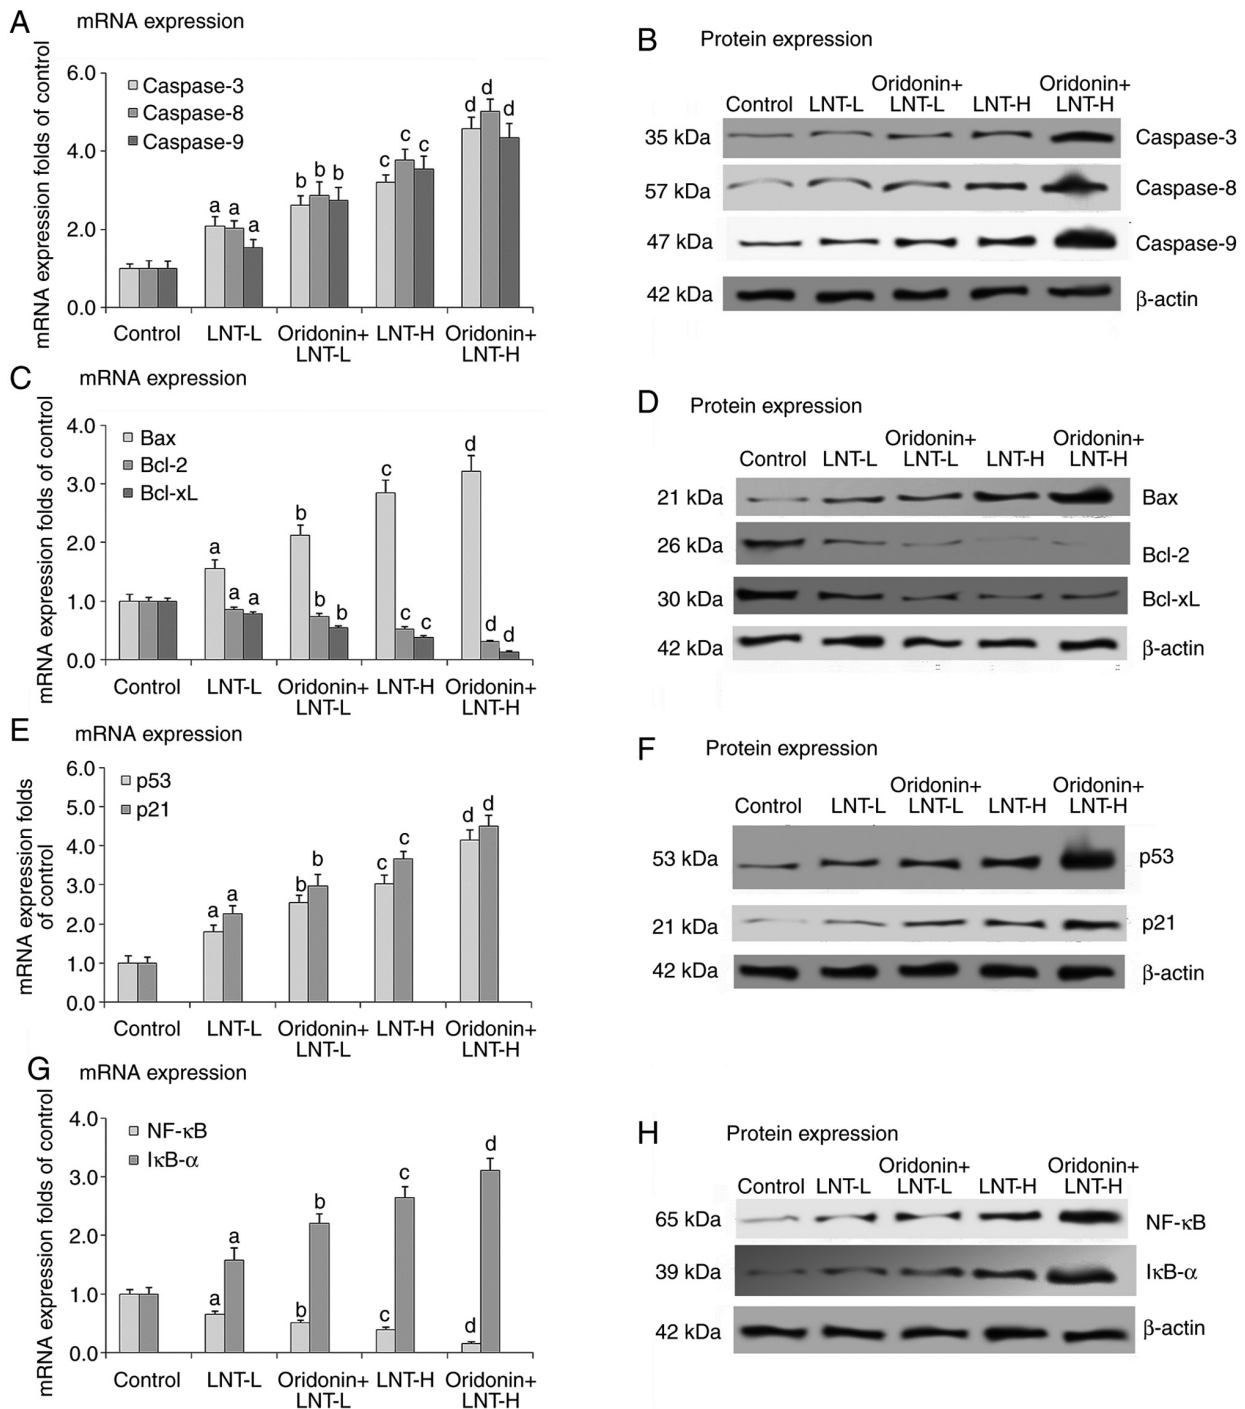 A mRNA expression
mRNA expression folds of control
6.0
4.0
2.0
0.0
Caspase-3
Caspase-8
Caspase-9
a a a
b b b
c c c
d d d
Control LNT-L Oridonin+ LNT-H Oridonin+
LNT-L LNT-H
B Protein expression
Oridonin+ Oridonin+
Control LNT-L LNT-L LNT-H LNT-H
35 kDa Caspase-3
57 kDa Caspase-8
47 kDa Caspase-9
42 kDa β-actin
C mRNA expression
mRNA expression folds of control
4.0
3.0
2.0
1.0
0.0
Bax
Bcl-2
Bcl-xL
a a a
b b b
c c c
d d d
Control LNT-L Oridonin+ LNT-H Oridonin+
LNT-L LNT-H
D Protein expression
Oridonin+ Oridonin+
Control LNT-L LNT-L LNT-H LNT-H
21 kDa Bax
26 kDa Bcl-2
30 kDa Bcl-xL
42 kDa β-actin
E mRNA expression
mRNA expression folds
of control
6.0
5.0
4.0
3.0
2.0
1.0
0.0
p53
p21
a a
b b
c c
d d
Control LNT-L Oridonin+ LNT-H Oridonin+
LNT-L LNT-H
F Protein expression
Oridonin+ Oridonin+
Control LNT-L LNT-L LNT-H LNT-H
53 kDa p53
21 kDa p21
42 kDa β-actin
G mRNA expression
mRNA expression folds of control
4.0
3.0
2.0
1.0
0.0
NF-κB
IκB-α
a a
b b
c c
d d
Control LNT-L Oridonin+ LNT-H Oridonin+
LNT-L LNT-H
H Protein expression
Oridonin+ Oridonin+
Control LNT-L LNT-L LNT-H LNT-H
65 kDa NF-κB
39 kDa IκB-α
42 kDa β-actin